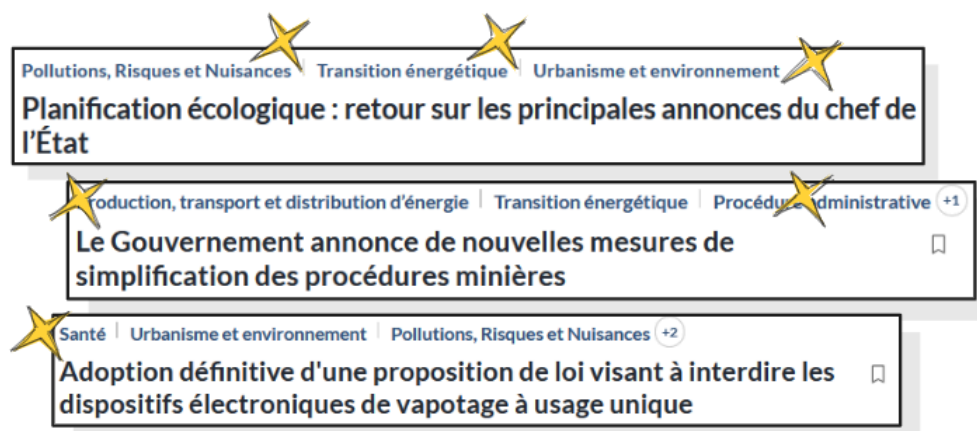 Pollutions, Risques et Nuisances | Transition énergétique | Urbanisme et environnement
Planification écologique : retour sur les principales annonces du chef de
l'État
Production, transport et distribution d'énergie | Transition énergétique | Procédure administrative +1
Le Gouvernement annonce de nouvelles mesures de
simplification des procédures minières
Santé | Urbanisme et environnement | Pollutions, Risques et Nuisances +2
Adoption définitive d'une proposition de loi visant à interdire les
dispositifs électroniques de vapotage à usage unique